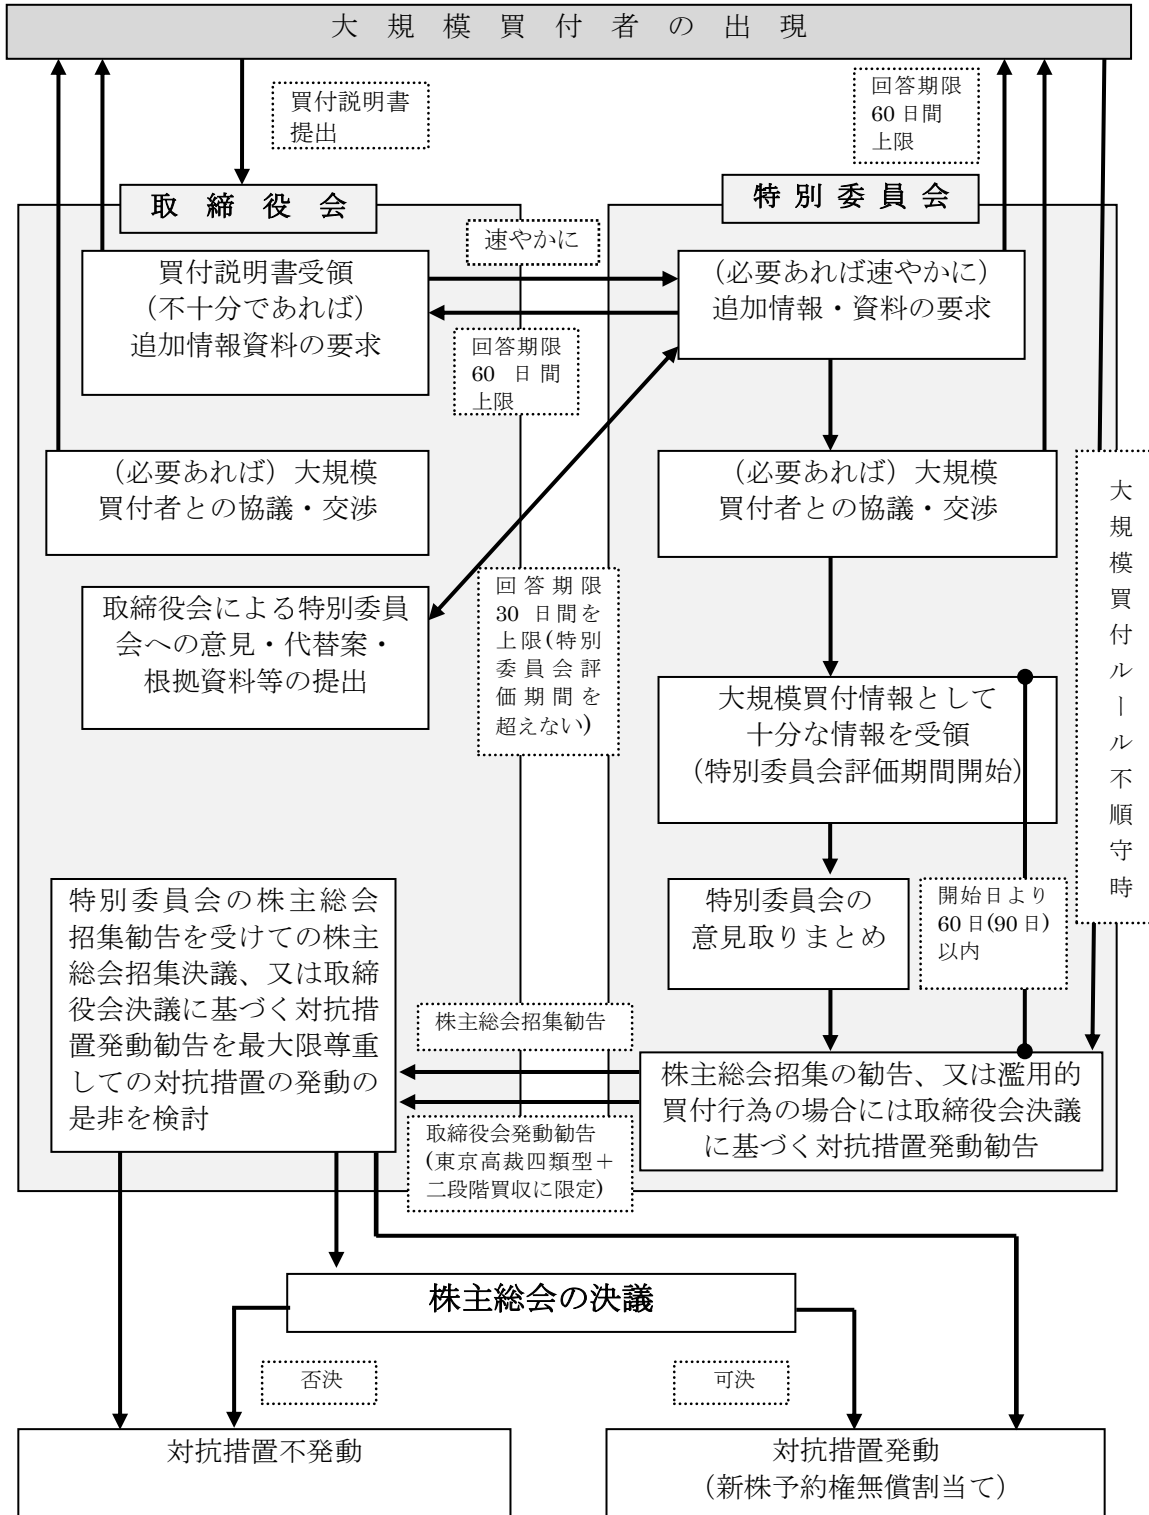 大規模買付者の出現
買付説明書
提出
回答期限
60日間
上限
取締役会
特別委員会
速やかに
買付説明書受領
（不十分であれば）
追加情報資料の要求
（必要あれば速やかに）
追加情報・資料の要求
回答期限
60日間
上限
（必要あれば）大規模
買付者との協議・交渉
（必要あれば）大規模
買付者との協議・交渉
大規模買付ルール不順守時
取締役会による特別委員
会への意見・代替案・
根拠資料等の提出
回答期限
30日間を
上限(特別
委員会評
価期間を
超えない)
大規模買付情報として
十分な情報を受領
（特別委員会評価期間開始）
特別委員会の株主総会
招集勧告を受けての株主
総会招集決議、又は取締
役会決議に基づく対抗措
置発動勧告を最大限尊重
しての対抗措置の発動の
是非を検討
特別委員会の
意見取りまとめ
開始日より
60日(90日)
以内
株主総会招集勧告
株主総会招集の勧告、又は濫用的
買付行為の場合には取締役会決議
に基づく対抗措置発動勧告
取締役会発動勧告
(東京高裁四類型＋
二段階買収に限定)
株主総会の決議
否決
可決
対抗措置不発動
対抗措置発動
（新株予約権無償割当て）